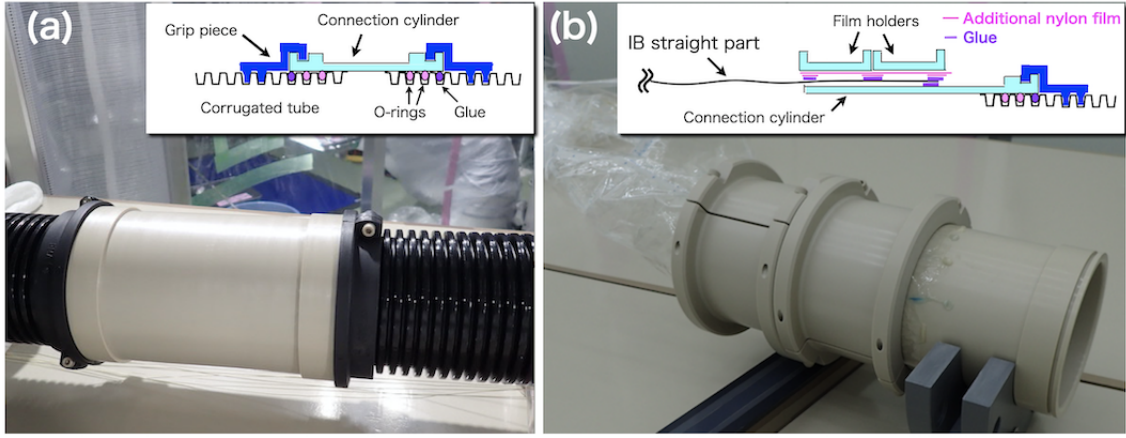 (a)
Connection cylinder
Grip piece
Corrugated tube
O-rings
Glue
(b)
Film holders
Additional nylon film
Glue
IB straight part
Connection cylinder